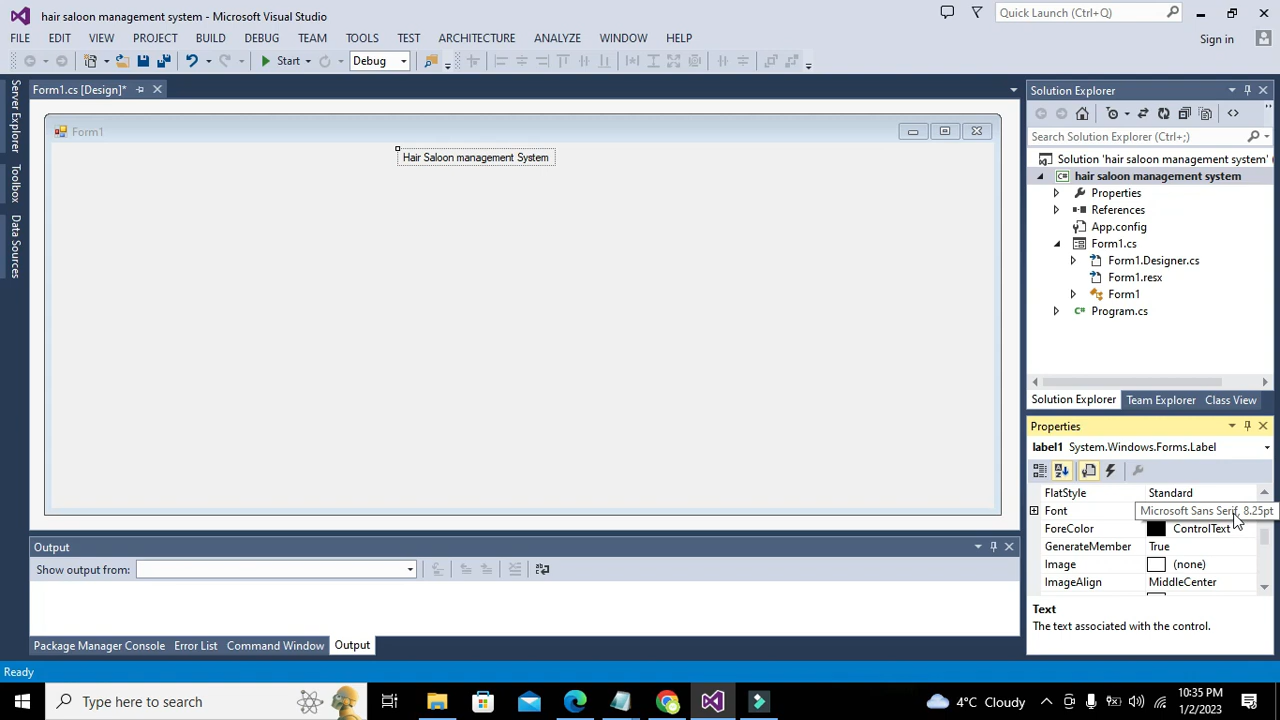 hair saloon management system - Microsoft Visual Studio
Quick Launch (Ctrl+Q)
FILE EDIT VIEW PROJECT BUILD DEBUG TEAM TOOLS TEST ARCHITECTURE ANALYZE WINDOW HELP
Sign in
Start Debug
Server Explorer
Toolbox
Data Sources
Form1.cs [Design]*
Form1
Hair Saloon management System
Solution Explorer
Search Solution Explorer (Ctrl+;)
Solution 'hair saloon management system' (
C# hair saloon management system
Properties
References
App.config
Form1.cs
Form1.Designer.cs
Form1.resx
Form1
C# Program.cs
Solution Explorer Team Explorer Class View
Properties
label1 System.Windows.Forms.Label
FlatStyle Standard
Font Microsoft Sans Serif, 8.25pt
ForeColor ControlText
GenerateMember True
Image (none)
ImageAlign MiddleCenter
Text
The text associated with the control.
Output
Show output from:
Package Manager Console Error List Command Window Output
Ready
Type here to search
4°C Cloudy
10:35 PM
1/2/2023